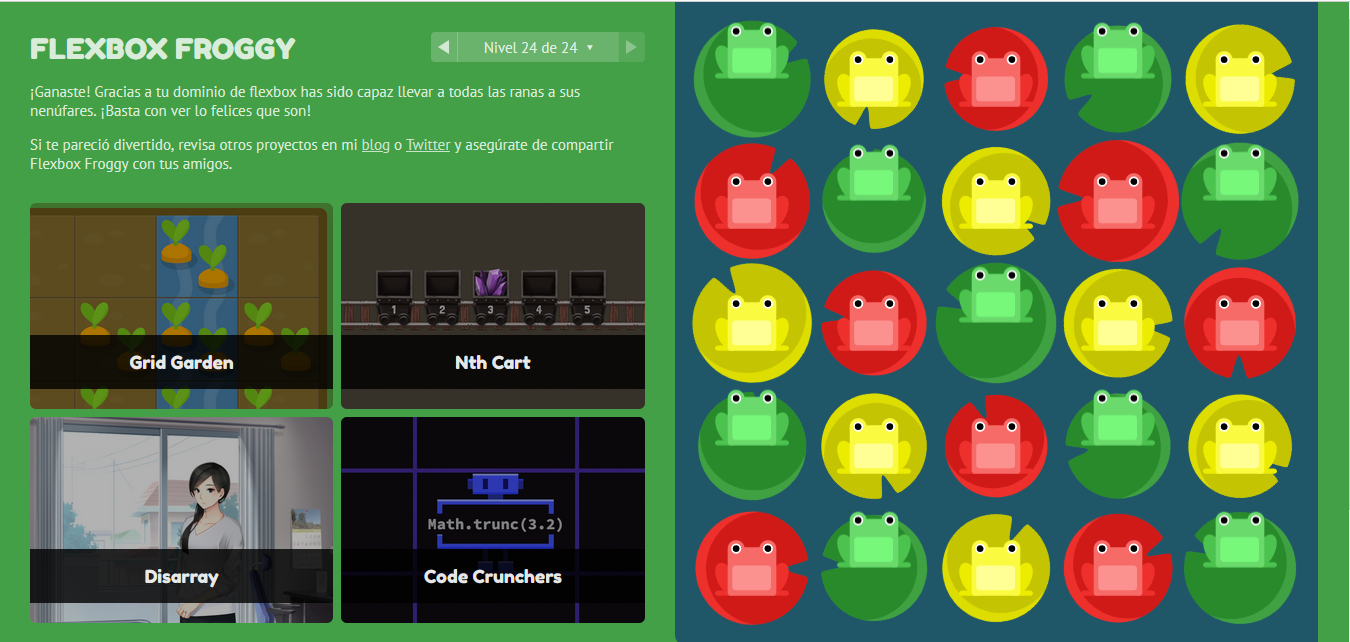 FLEXBOX FROGGY
◀ Nivel 24 de 24 ▾ ▶
¡Ganaste! Gracias a tu dominio de flexbox has sido capaz llevar a todas las ranas a sus
nenúfares. ¡Basta con ver lo felices que son!
Si te pareció divertido, revisa otros proyectos en mi blog o Twitter y asegúrate de compartir
Flexbox Froggy con tus amigos.
Grid Garden
1 2 3 4 5
Nth Cart
Disarray
Math.trunc(3.2)
Code Crunchers